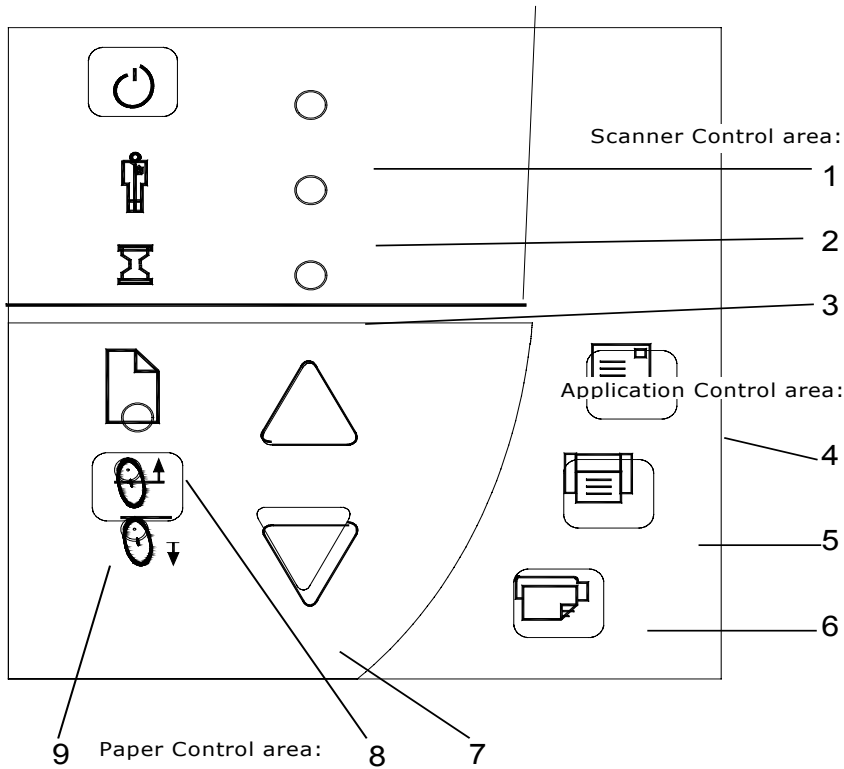 Scanner Control area:
1
2
3
Application Control area:
4
5
6
9 Paper Control area: 8 7